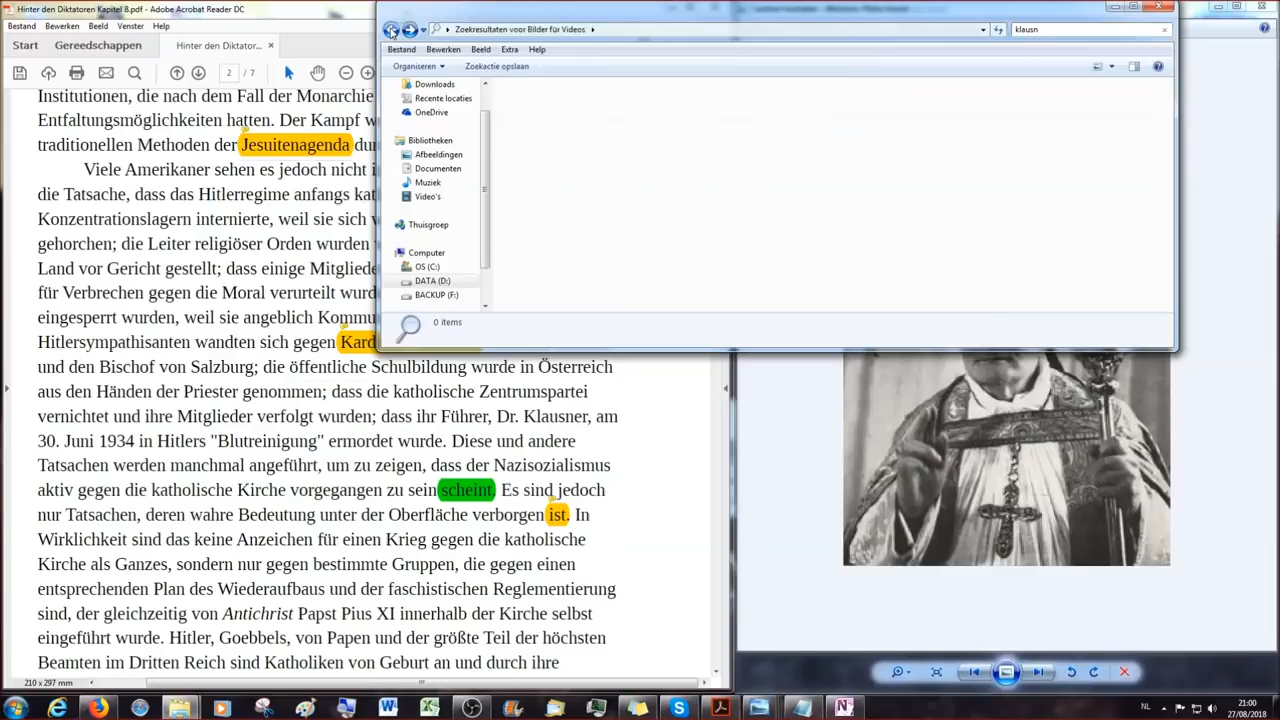 Hinter den Diktatoren Kapitel 8.pdf - Adobe Acrobat Reader DC
Bestand Bewerken Beeld Venster Help
Start Gereedschappen Hinter den Diktator... ×
2 / 7
Institutionen, die nach dem Fall der Monarchie
Entfaltungsmöglichkeiten hatten. Der Kampf w
traditionellen Methoden der Jesuitenagenda du
Viele Amerikaner sehen es jedoch nicht i
die Tatsache, dass das Hitlerregime anfangs kat
Konzentrationslagern internierte, weil sie sich
gehorchen; die Leiter religiöser Orden wurden
Land vor Gericht gestellt; dass einige Mitgliede
für Verbrechen gegen die Moral verurteilt wurd
eingesperrt wurden, weil sie angeblich Kommu
Hitlersympathisanten wandten sich gegen Kard
und den Bischof von Salzburg; die öffentliche Schulbildung wurde in Österreich
aus den Händen der Priester genommen; dass die katholische Zentrumspartei
vernichtet und ihre Mitglieder verfolgt wurden; dass ihr Führer, Dr. Klausner, am
30. Juni 1934 in Hitlers "Blutreinigung" ermordet wurde. Diese und andere
Tatsachen werden manchmal angeführt, um zu zeigen, dass der Nazisozialmus
aktiv gegen die katholische Kirche vorgegangen zu sein scheint. Es sind jedoch
nur Tatsachen, deren wahre Bedeutung unter der Oberfläche verborgen ist. In
Wirklichkeit sind das keine Anzeichen für einen Krieg gegen die katholische
Kirche als Ganzes, sondern nur gegen bestimmte Gruppen, die gegen einen
entsprechenden Plan des Wiederaufbaus und der faschistischen Reglementierung
sind, der gleichzeitig von Antichrist Papst Pius XI innerhalb der Kirche selbst
eingeführt wurde. Hitler, Goebbels, von Papen und der größte Teil der höchsten
Beamten im Dritten Reich sind Katholiken von Geburt an und durch ihre
210 x 297 mm
Zoekresultaten voor Bilder für Videos
klausn
Bestand Bewerken Beeld Extra Help
Organiseren Zoekactie opslaan
Downloads
Recente locaties
OneDrive
Bibliotheken
Afbeeldingen
Documenten
Muziek
Video's
Thuisgroep
Computer
OS (C:)
DATA (D:)
BACKUP (F:)
0 items
NL
21:00
27/08/2018